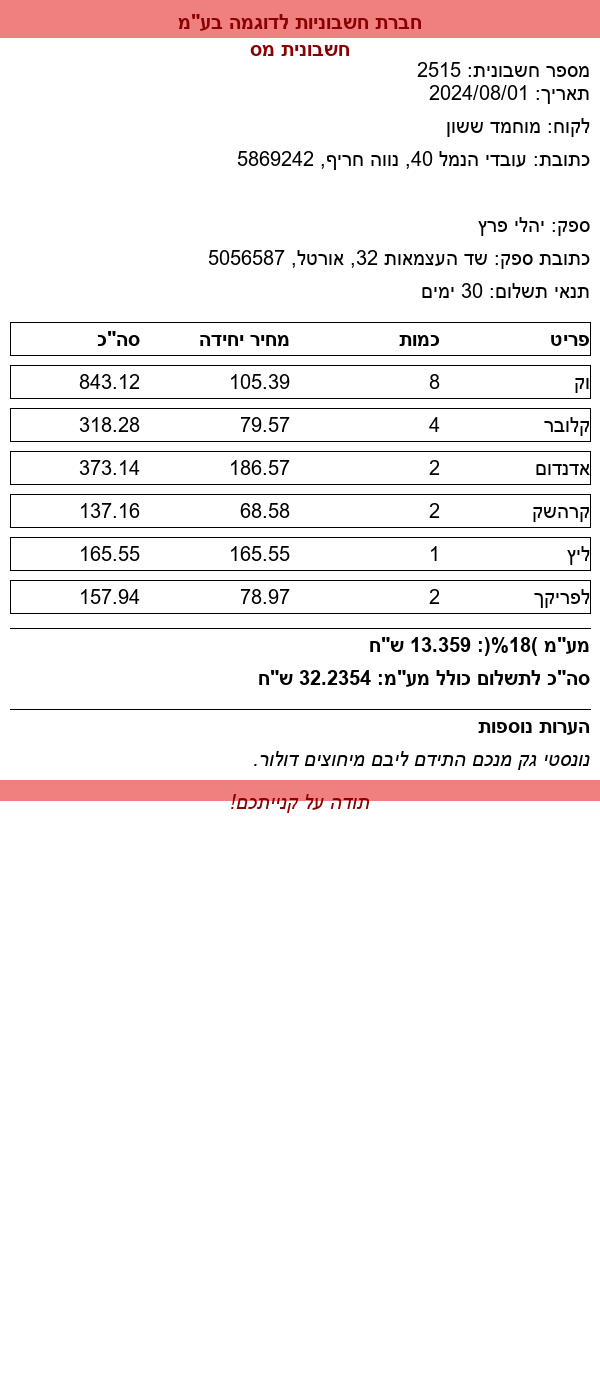 חברת חשבוניות לדוגמה בע"מ
חשבונית מס
מספר חשבונית: 2515
תאריך: 2024/08/01
לקוח: מוחמד ששון
כתובת: עובדי הנמל 40, נווה חריף, 5869242
ספק: יהלי פרץ
כתובת ספק: שד העצמאות 32, אורטל, 5056587
תנאי תשלום: 30 ימים
פריט כמות מחיר יחידה סה"כ
וק 8 105.39 843.12
קלובר 4 79.57 318.28
אדנדום 2 186.57 373.14
קרהשק 2 68.58 137.16
ליץ 1 165.55 165.55
לפריקך 2 78.97 157.94
מע"מ )18%(: 13.359 ש"ח
סה"כ לתשלום כולל מע"מ: 32.2354 ש"ח
הערות נוספות
נונסטי גק מנכם התידם ליבם מיחוצים דולור.
תודה על קנייתכם!